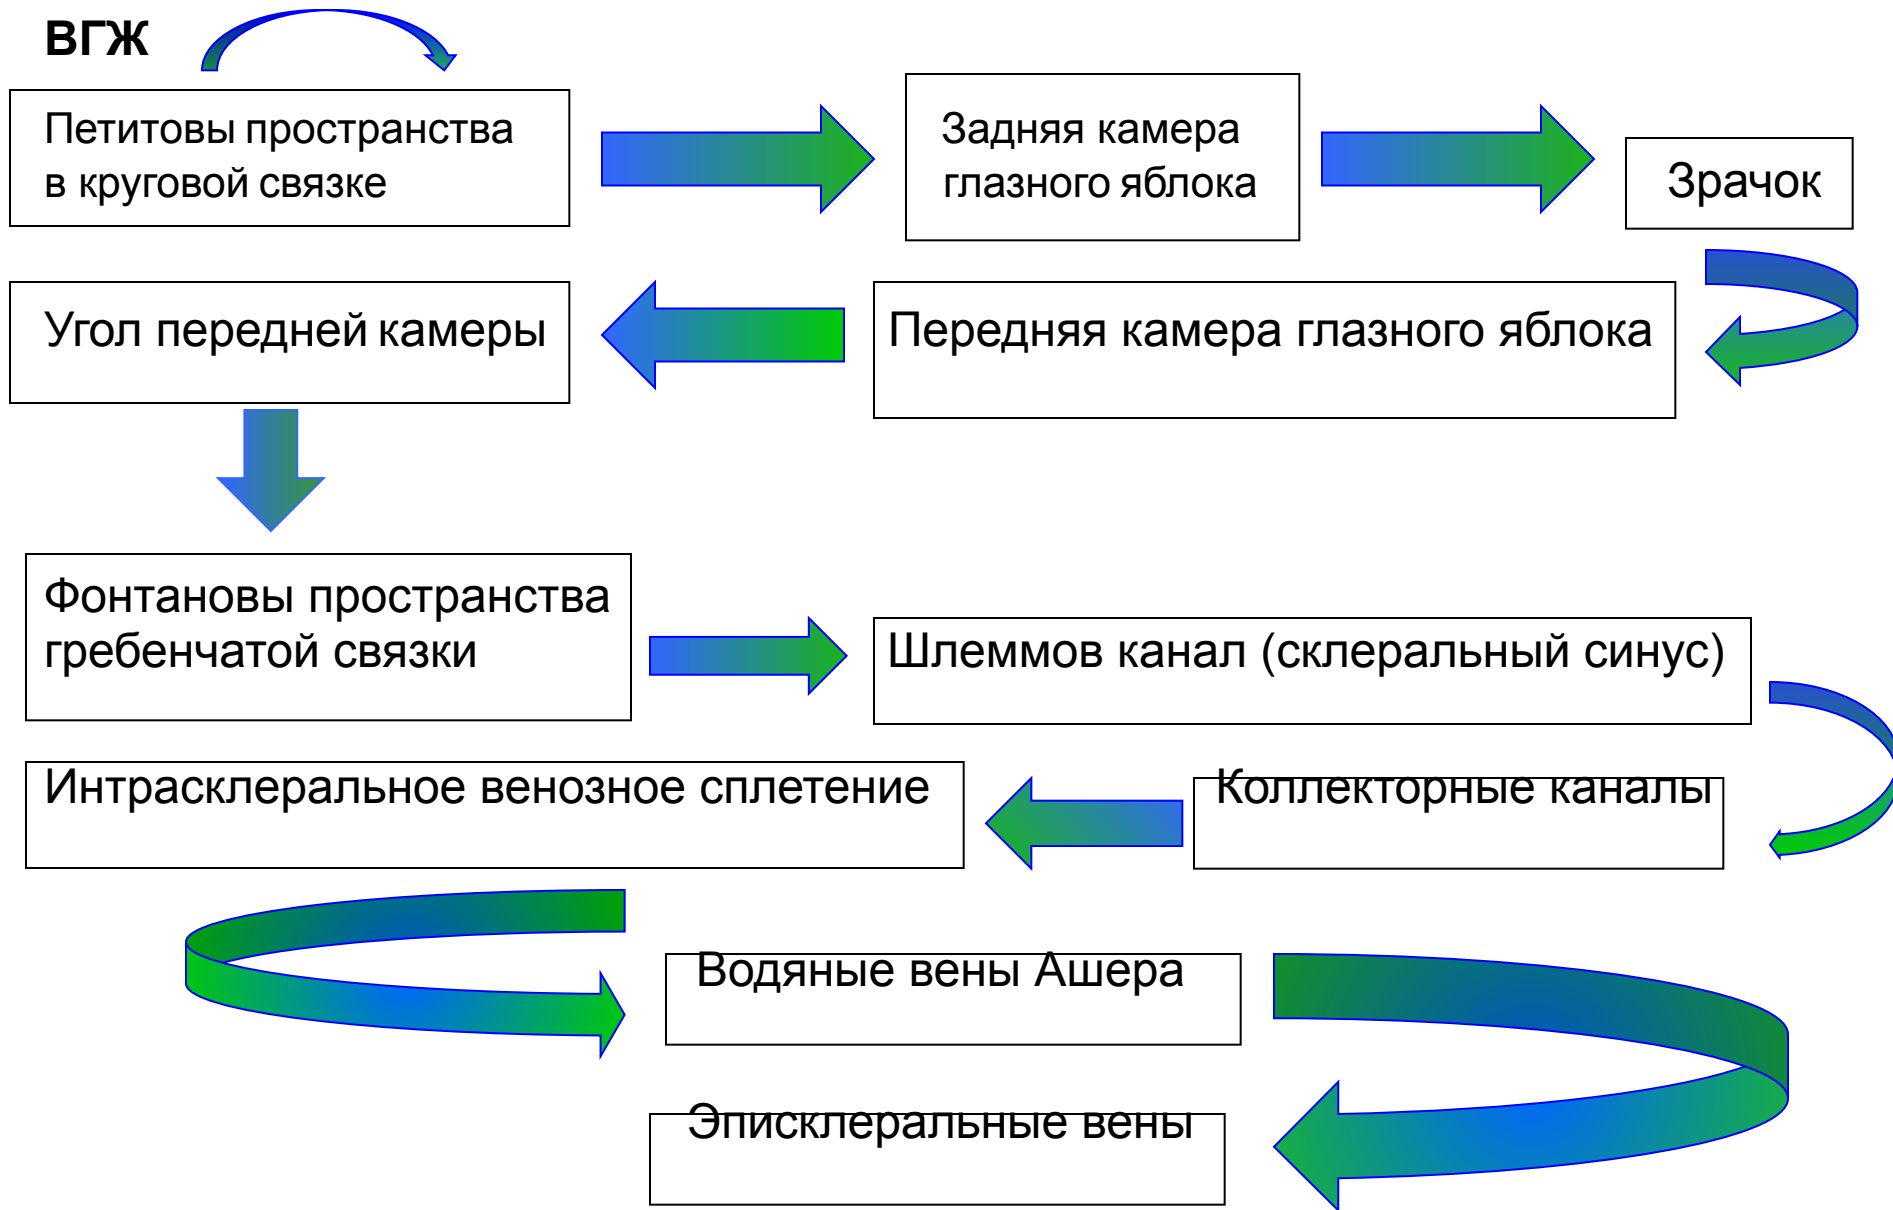 ВГЖ
Петитовы пространства
в круговой связке
Задняя камера
глазного яблока
Зрачок
Угол передней камеры
Передняя камера глазного яблока
Фонтановы пространства
гребенчатой связки
Шлеммов канал (склеральный синус)
Интрасклеральное венозное сплетение
Коллекторные каналы
Водяные вены Ашера
Эписклеральные вены